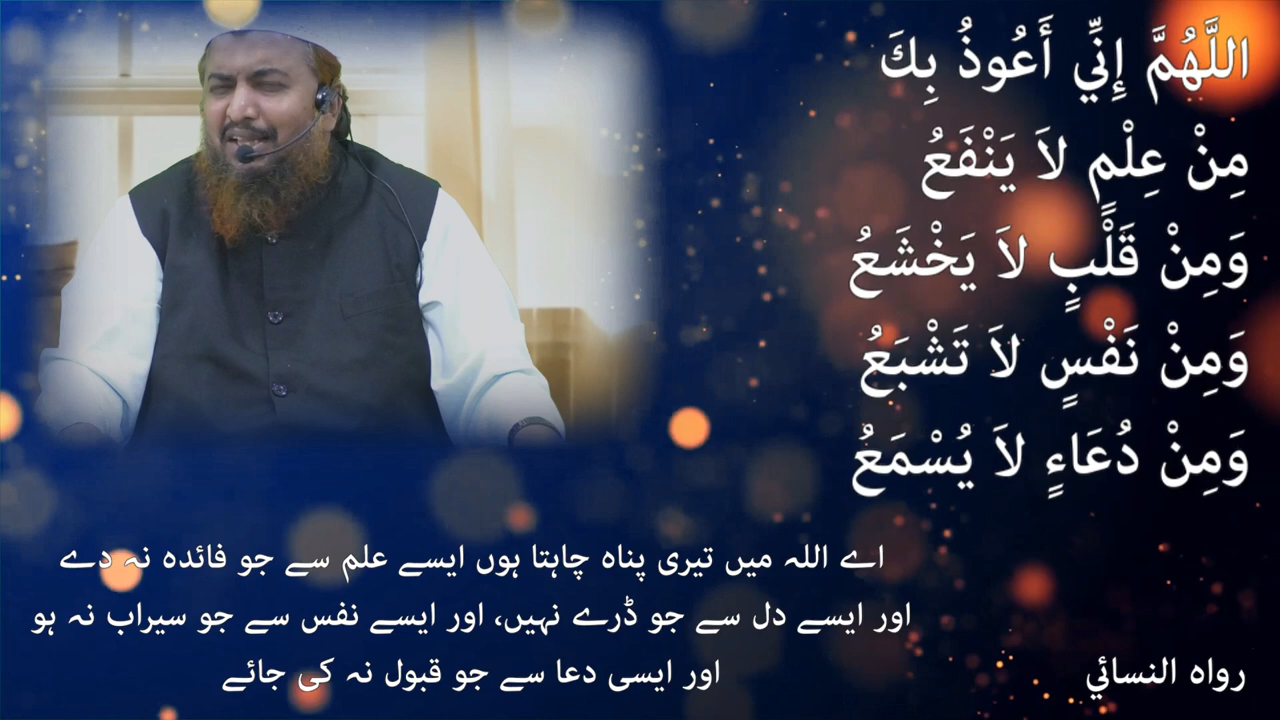 اللَّهُمَّ إِنِّي أَعُوذُ بِكَ
مِنْ عِلْمٍ لاَ يَنْفَعُ
وَمِنْ قَلْبٍ لاَ يَخْشَعُ
وَمِنْ نَفْسٍ لاَ تَشْبَعُ
وَمِنْ دُعَاءٍ لاَ يُسْمَعُ
اے اللہ میں تیری پناہ چاہتا ہوں ایسے علم سے جو فائدہ نہ دے
اور ایسے دل سے جو ڈرے نہیں، اور ایسے نفس سے جو سیراب نہ ہو
اور ایسی دعا سے جو قبول نہ کی جائے
رواه النسائي